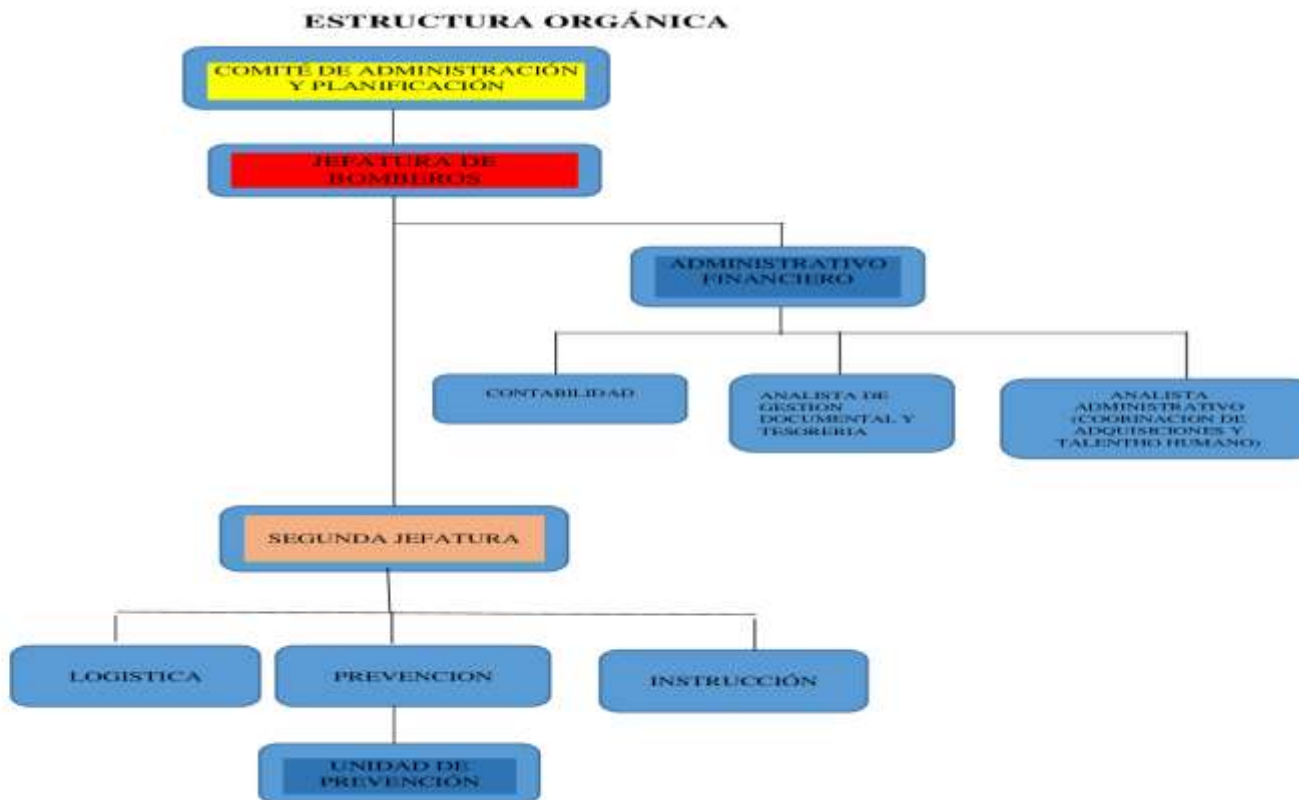 ESTRUCTURA ORGÁNICA
COMITÉ DE ADMINISTRACIÓN
Y PLANIFICACIÓN
JEFATURA DE
BOMBEROS
ADMINISTRATIVO
FINANCIERO
CONTABILIDAD
ANALISTA DE
GESTION
DOCUMENTAL Y
TESORERIA
ANALISTA
ADMINISTRATIVO
(COORINACION DE
ADQUISICIONES Y
TALENTHO HUMANO)
SEGUNDA JEFATURA
LOGISTICA
PREVENCION
INSTRUCCIÓN
UNIDAD DE
PREVENCIÓN